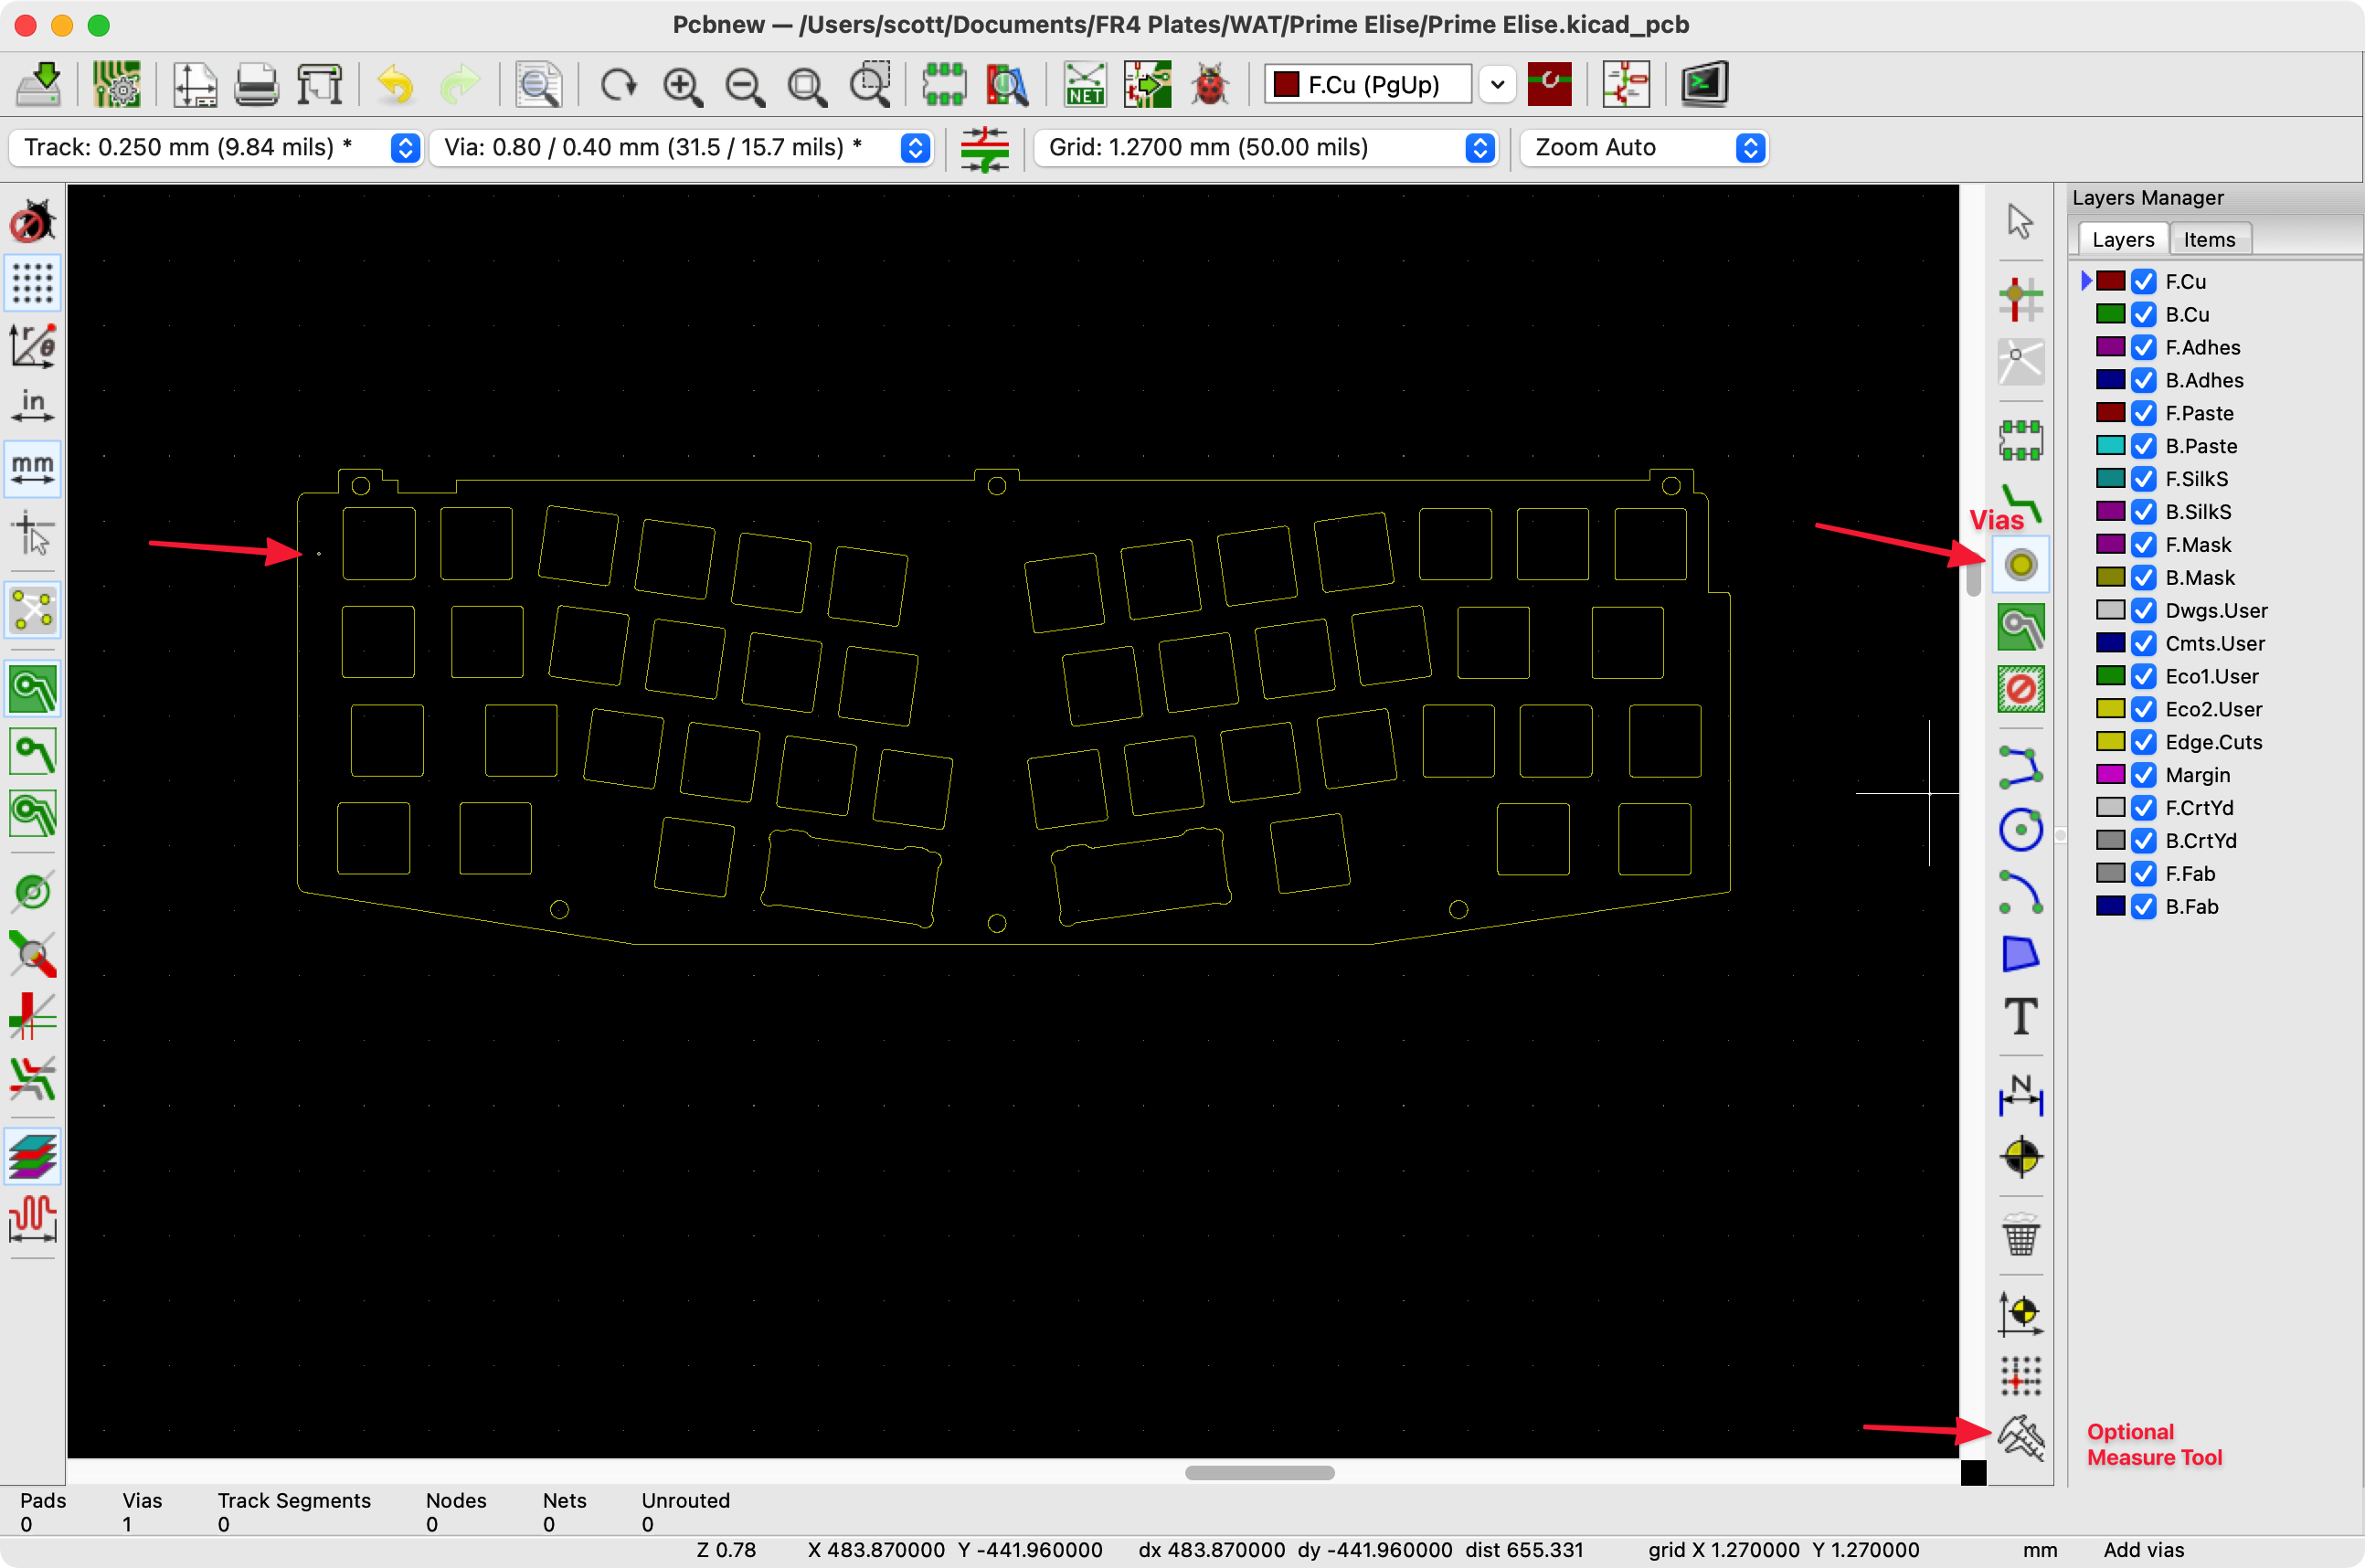 Pcbnew — /Users/scott/Documents/FR4 Plates/WAT/Prime Elise/Prime Elise.kicad_pcb
NET
F.Cu (PgUp)
Track: 0.250 mm (9.84 mils) *
Via: 0.80 / 0.40 mm (31.5 / 15.7 mils) *
Grid: 1.2700 mm (50.00 mils)
Zoom Auto
r
θ
in
mm
Vias
T
N
Optional
Measure Tool
Layers Manager
Layers
Items
F.Cu
B.Cu
F.Adhes
B.Adhes
F.Paste
B.Paste
F.SilkS
B.SilkS
F.Mask
B.Mask
Dwgs.User
Cmts.User
Eco1.User
Eco2.User
Edge.Cuts
Margin
F.CrtYd
B.CrtYd
F.Fab
B.Fab
Pads Vias Track Segments Nodes Nets Unrouted
0 1 0 0 0 0
Z 0.78 X 483.870000 Y -441.960000 dx 483.870000 dy -441.960000 dist 655.331 grid X 1.270000 Y 1.270000 mm Add vias